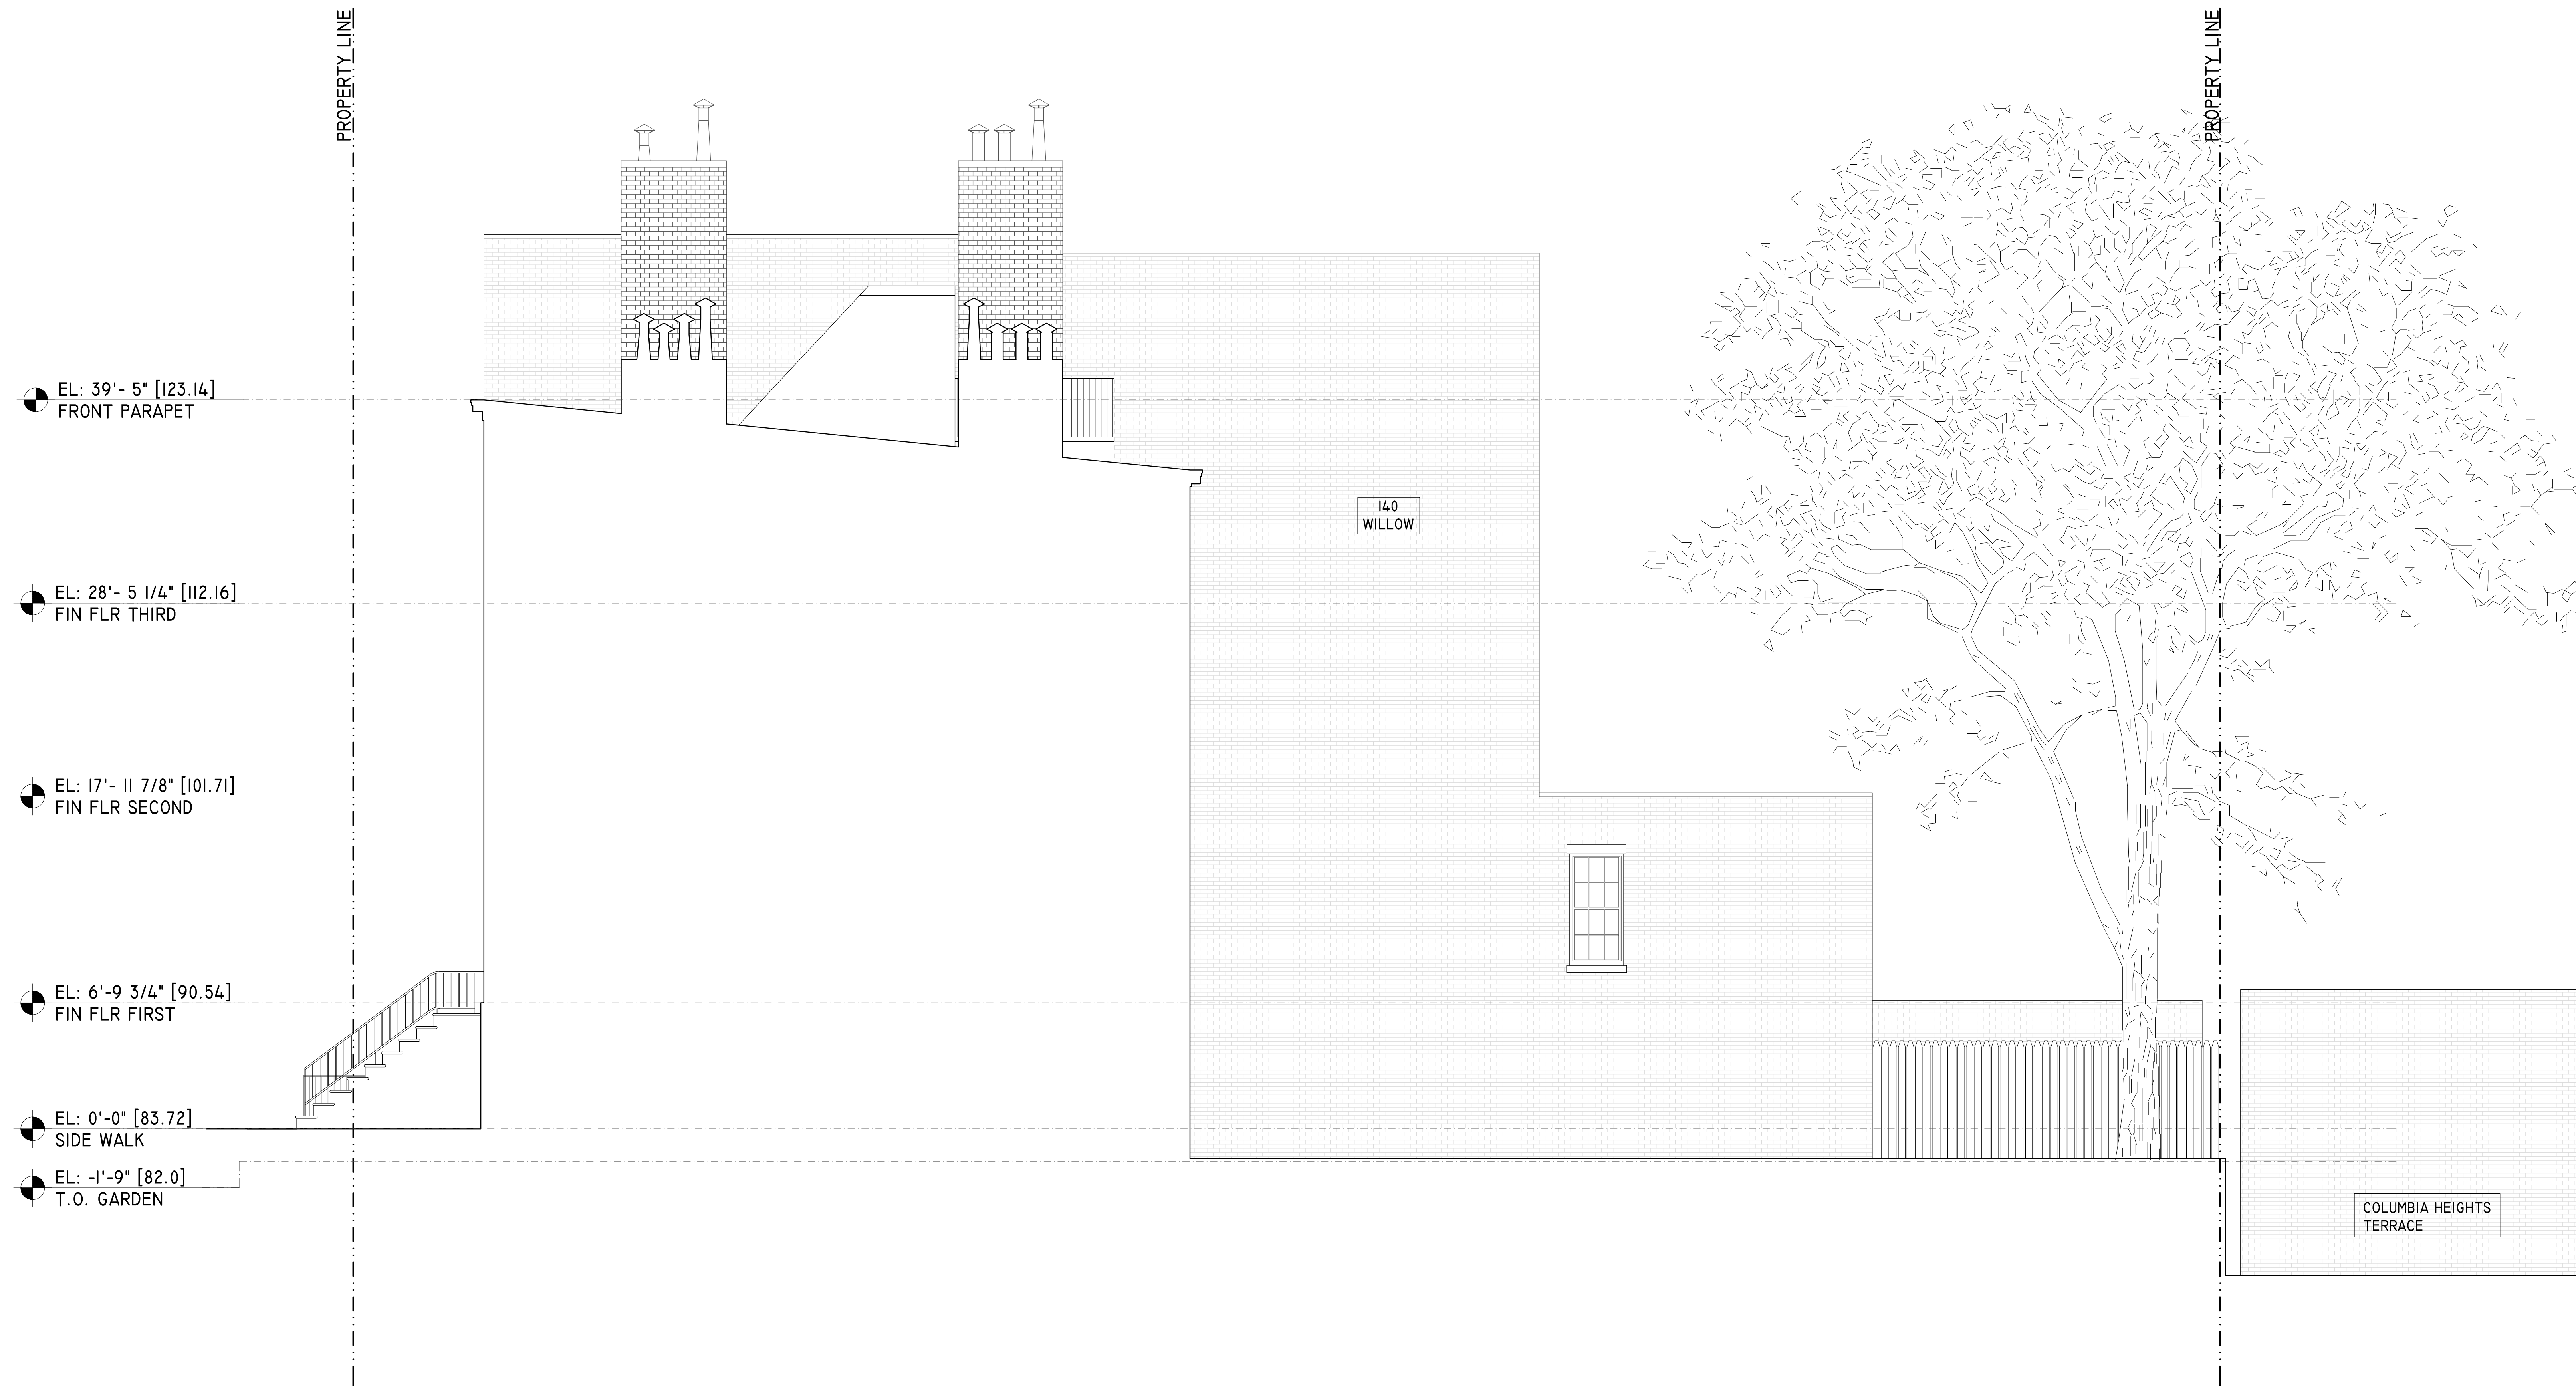 PROPERTY LINE
PROPERTY LINE
EL: 39'- 5" [123.14]
FRONT PARAPET
140
WILLOW
EL: 28'- 5 1/4" [112.16]
FIN FLR THIRD
EL: 17'- 11 7/8" [101.71]
FIN FLR SECOND
EL: 6'-9 3/4" [90.54]
FIN FLR FIRST
EL: 0'-0" [83.72]
SIDE WALK
EL: -1'-9" [82.0]
T.O. GARDEN
COLUMBIA HEIGHTS
TERRACE